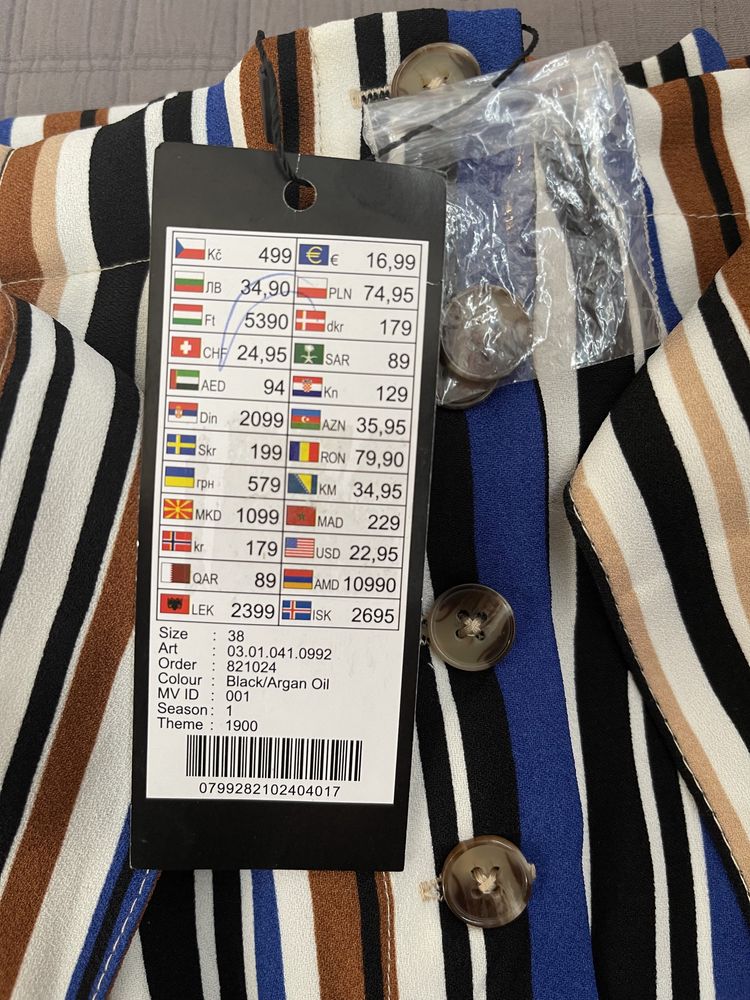 Kč 499 € 16,99
ЛВ 34,90 PLN 74,95
Ft 5390 dkr 179
CHF 24,95 SAR 89
AED 94 Kn 129
Din 2099 AZN 35,95
Skr 199 RON 79,90
грн 579 KM 34,95
MKD 1099 MAD 229
kr 179 USD 22,95
QAR 89 AMD 10990
LEK 2399 ISK 2695
Size : 38
Art : 03.01.041.0992
Order : 821024
Colour : Black/Argan Oil
MV ID : 001
Season : 1
Theme : 1900
0799282102404017